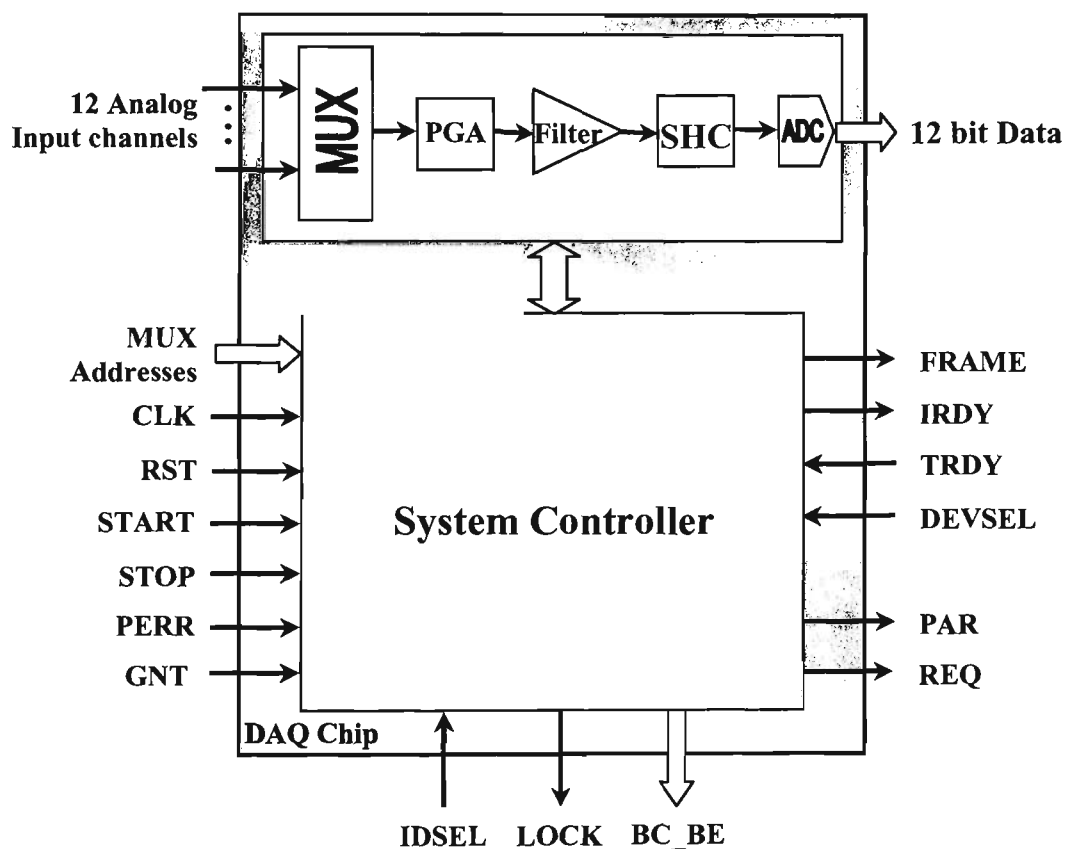 12 Analog
Input channels
MUX
PGA
Filter
SHC
ADC
12 bit Data
MUX
Addresses
CLK
RST
START
STOP
PERR
GNT
System Controller
FRAME
IRDY
TRDY
DEVSEL
PAR
REQ
DAQ Chip
IDSEL
LOCK
BC_BE